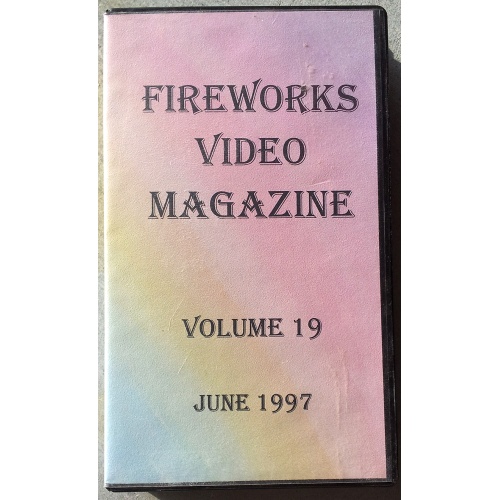 FIREWORKS
VIDEO
MAGAZINE
VOLUME 19
JUNE 1997